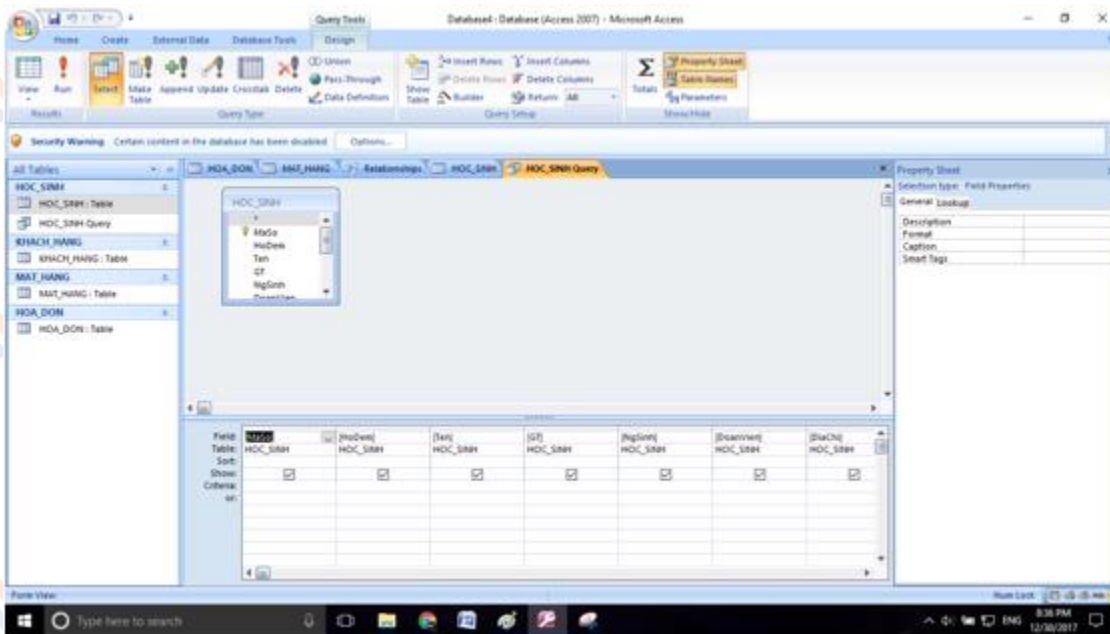 Query Tools
Database4 : Database (Access 2007) - Microsoft Access
Home Create External Data Database Tools Design
View
Run
Select
Make Table
Append
Update
Crosstab
Delete
Union
Pass-Through
Data Definition
Show Table
Insert Rows
Delete Rows
Builder
Insert Columns
Delete Columns
Return: All
Totals
Property Sheet
Table Names
Parameters
Results
Query Type
Query Setup
Show/Hide
Security Warning Certain content in the database has been disabled Options...
All Tables
HOA_DON MAT_HANG Relationships HOC_SINH HOC_SINH Query
HOC_SINH
HOC_SINH : Table
HOC_SINH Query
KHACH_HANG
KHACH_HANG : Table
MAT_HANG
MAT_HANG : Table
HOA_DON
HOA_DON : Table
HOC_SINH
*
MaSo
HoDem
Ten
GT
NgSinh
DoanVien
Property Sheet
Selection type: Field Properties
General Lookup
Description
Format
Caption
Smart Tags
Field: [MaSo] [HoDem] [Ten] [GT] [NgSinh] [DoanVien] [DiaChi]
Table: HOC_SINH HOC_SINH HOC_SINH HOC_SINH HOC_SINH HOC_SINH HOC_SINH
Sort:
Show:
Criteria:
or:
Form View
Num Lock
Type here to search
ENG
8:36 PM
12/30/2017